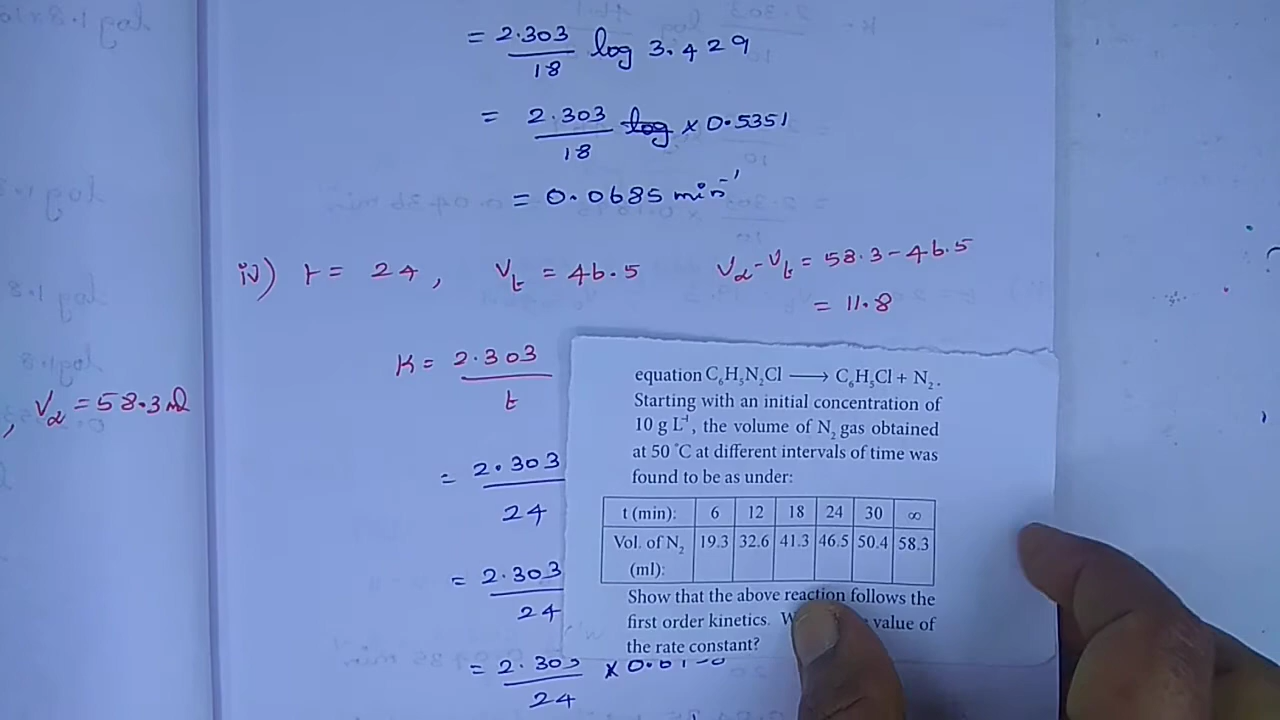 = 2.303/18 log 3.429
= 2.303/18 × 0.5351
= 0.0685 min⁻¹
iv) t = 24, Vt = 46.5 Vα-Vt = 58.3-46.5
= 11.8
K = 2.303/t
, Vα = 58.3 ml
= 2.303/24
= 2.303/24
= 2.303/24 ×
equation C₆H₅N₂Cl ⟶ C₆H₅Cl + N₂.
Starting with an initial concentration of
10 g L⁻¹, the volume of N₂ gas obtained
at 50 °C at different intervals of time was
found to be as under:
t (min): 6 12 18 24 30 ∞
Vol. of N₂ 19.3 32.6 41.3 46.5 50.4 58.3
(ml):
Show that the above reaction follows the
first order kinetics. value of
the rate constant?